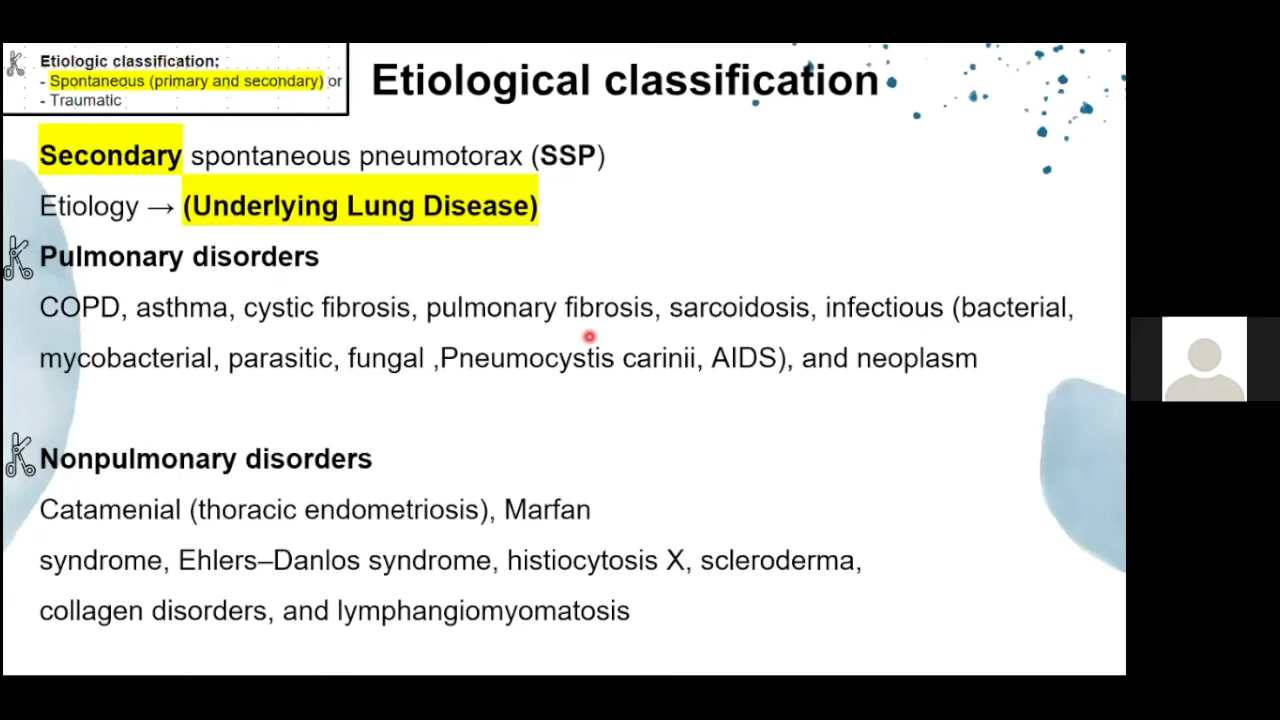 Etiologic classification:
- Spontaneous (primary and secondary) or
- Traumatic
Etiological classification
Secondary spontaneous pneumotorax (SSP)
Etiology → (Underlying Lung Disease)
Pulmonary disorders
COPD, asthma, cystic fibrosis, pulmonary fibrosis, sarcoidosis, infectious (bacterial,
mycobacterial, parasitic, fungal ,Pneumocystis carinii, AIDS), and neoplasm
Nonpulmonary disorders
Catamenial (thoracic endometriosis), Marfan
syndrome, Ehlers–Danlos syndrome, histiocytosis X, scleroderma,
collagen disorders, and lymphangiomyomatosis